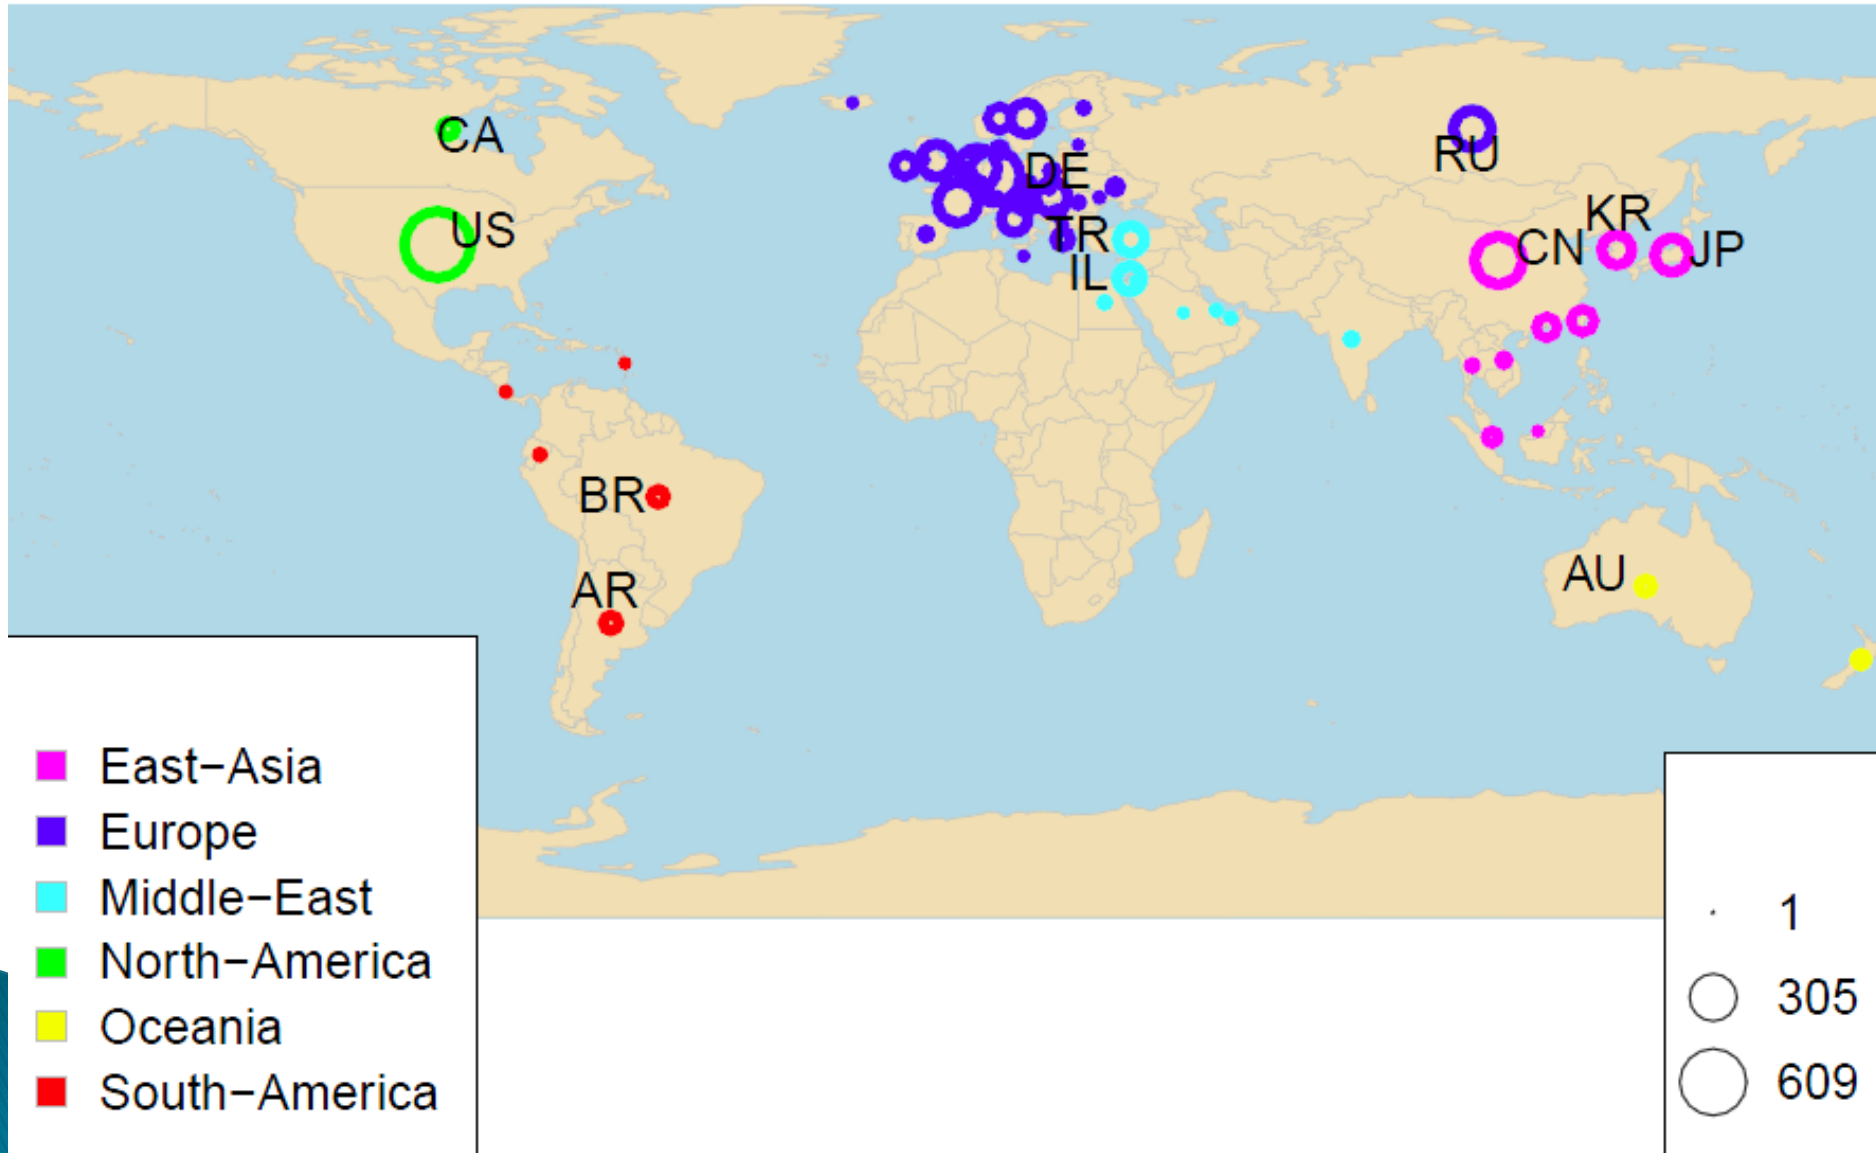 CA
US
DE
RU
KR
CN
JP
TR
IL
BR
AR
AU
East−Asia
Europe
Middle−East
North−America
Oceania
South−America
1
305
609